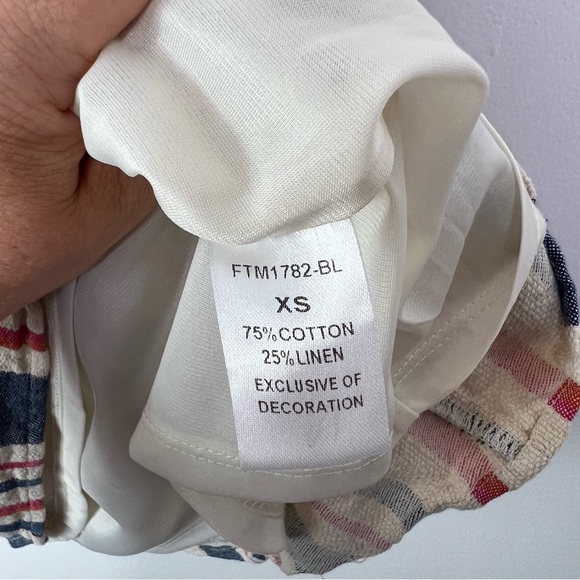 FTM1782-BL
XS
75%COTTON
25%LINEN
EXCLUSIVE OF
DECORATION